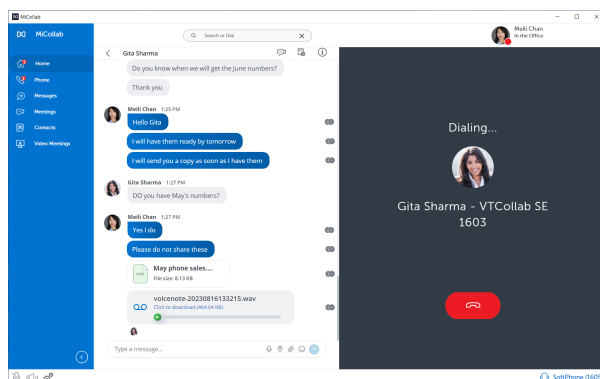 MiCollab
MiCollab
Search or Dial
Meili Chan
In the Office
Home
Phone
Messages
Meetings
Contacts
Video Meetings
Gita Sharma
Do you know when we will get the June numbers?
Thank you
Meili Chan 1:25 PM
Hello Gita
I will have them ready by tomorrow
I will send you a copy as soon as I have them
Gita Sharma 1:27 PM
DO you have May's numbers?
Meili Chan 1:27 PM
Yes I do
Please do not share these
May phone sales....
File size: 8.13 KB
voicenote-20230816133215.wav
Click to download (464.04 KB)
Type a message...
Dialing...
Gita Sharma - VTCollab SE
1603
SoftPhone (1605